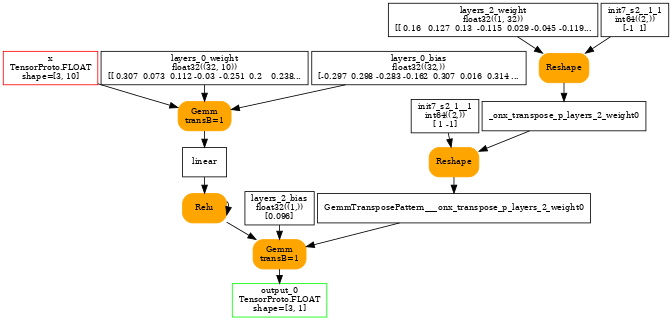 layers_2_weight
float32((1, 32))
[[ 0.16 0.127 0.13 -0.115 0.029 -0.045 -0.119...
init7_s2_-1_1
int64((2,))
[-1 1]
x
TensorProto.FLOAT
shape=[3, 10]
layers_0_weight
float32((32, 10))
[[ 0.307 0.073 0.112 -0.03 -0.251 0.2 0.238...
layers_0_bias
float32((32,))
[-0.297 0.298 -0.283 -0.162 0.307 0.016 0.314 ...
Reshape
Gemm
transB=1
init7_s2_1_-1
int64((2,))
[ 1 -1]
_onx_transpose_p_layers_2_weight0
linear
Reshape
Relu
layers_2_bias
float32((1,))
[0.096]
GemmTransposePattern--_onx_transpose_p_layers_2_weight0
Gemm
transB=1
output_0
TensorProto.FLOAT
shape=[3, 1]